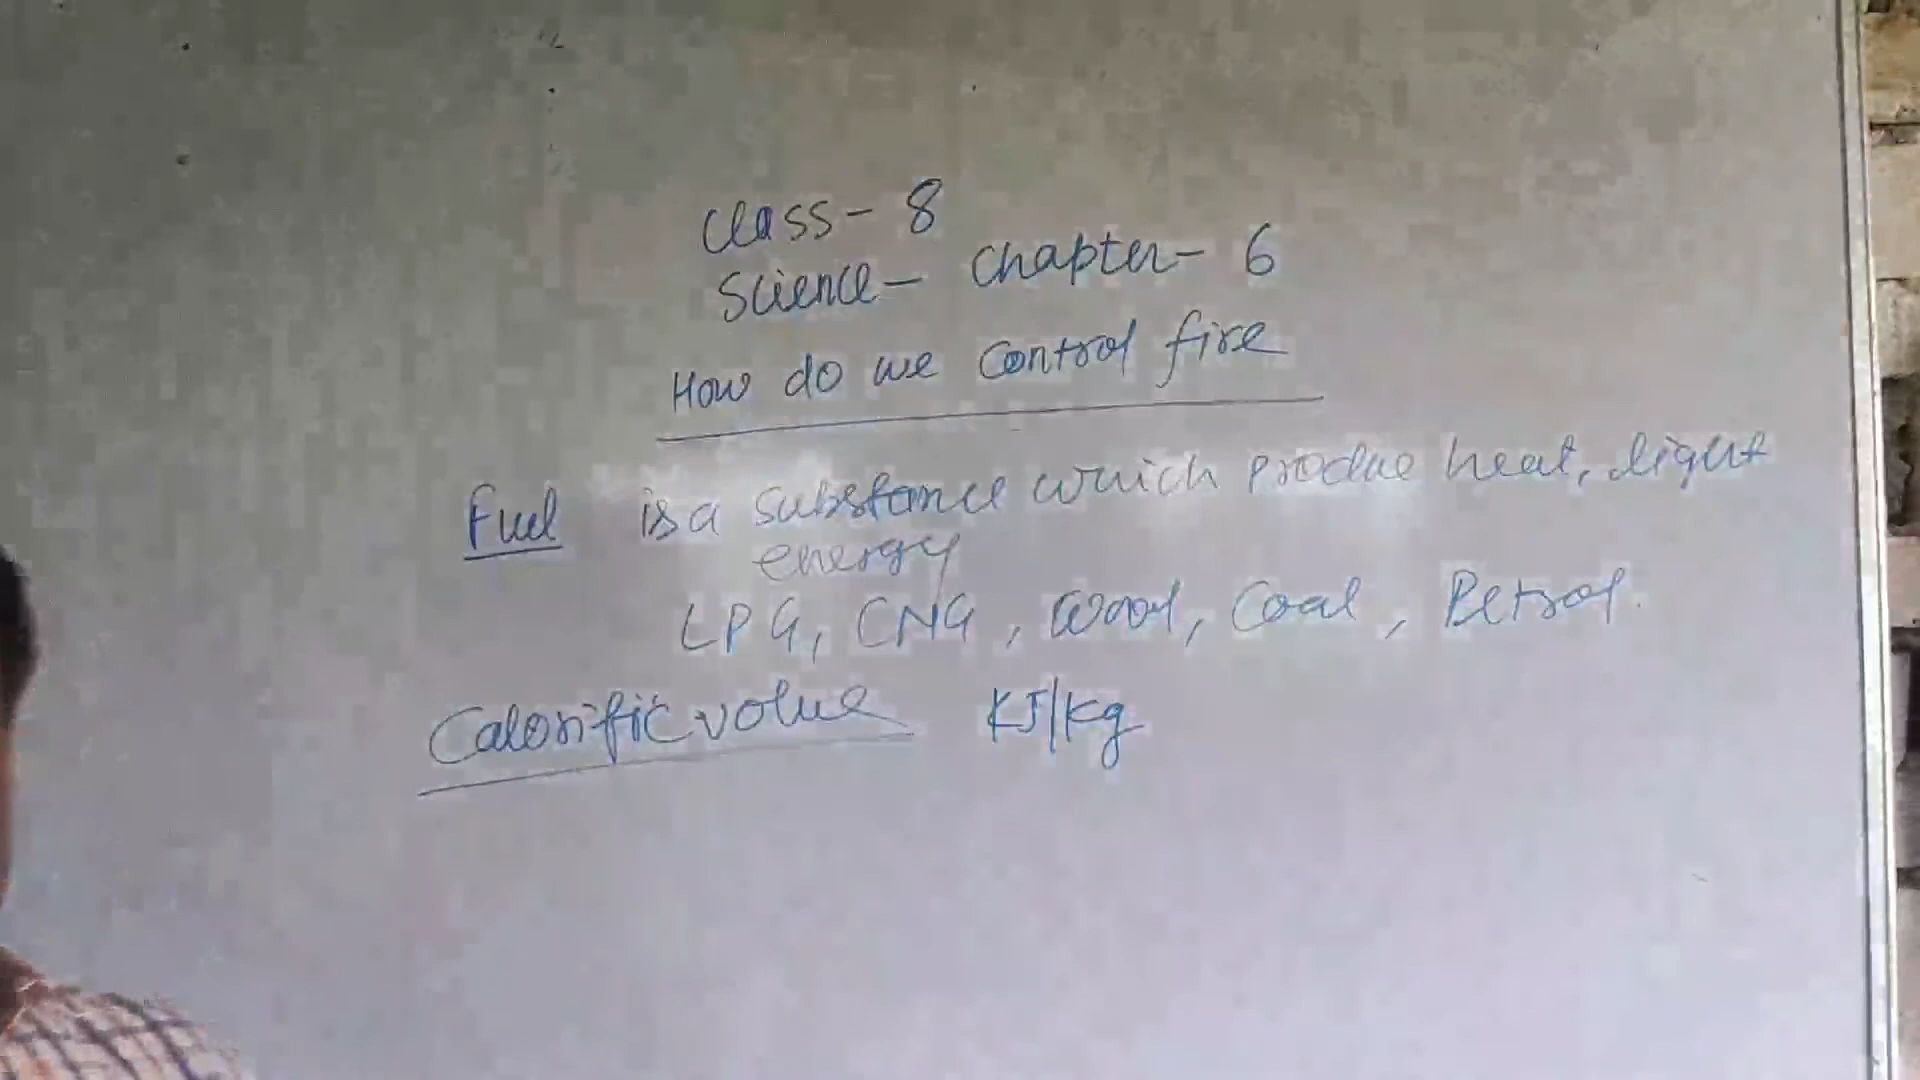 Class - 8
Science - Chapter - 6
How do we Control fire
Fuel is a substance which produce heat, light
energy
LPG, CNG, Wood, Coal, Petrol.
Calorific value KJ/kg